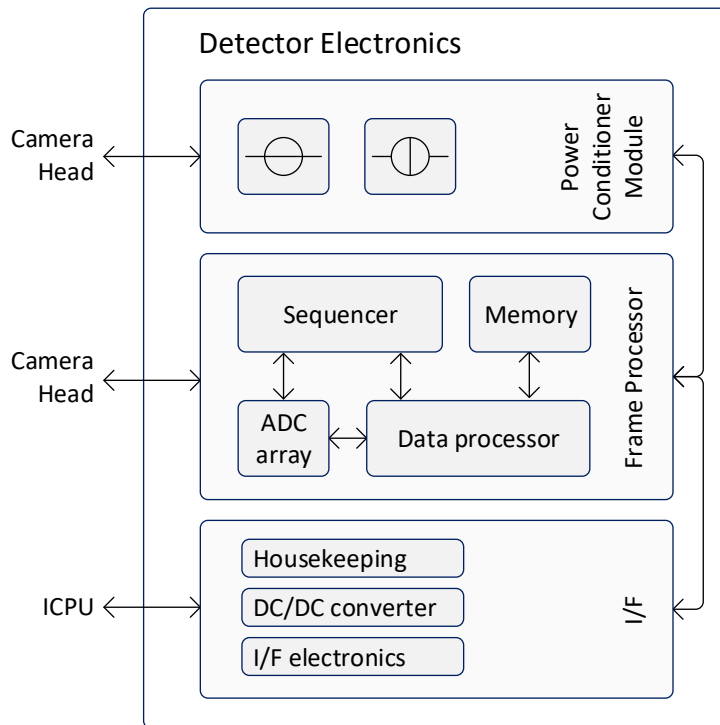 Detector Electronics
Camera
Head
Power
Conditioner
Module
Camera
Head
Sequencer
Memory
ADC
array
Data processor
Frame Processor
ICPU
Housekeeping
DC/DC converter
I/F electronics
I/F